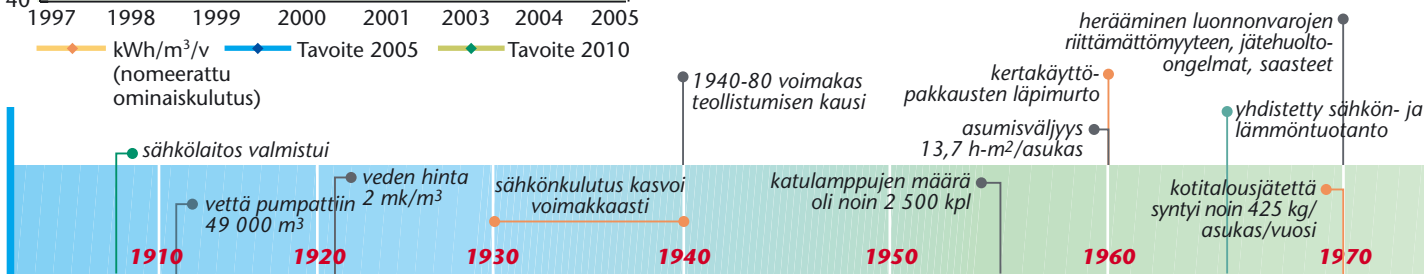 40
1997 1998 1999 2000 2001 2003 2004 2005
kWh/m³/v
(nomeerattu
ominaiskulutus)
Tavoite 2005
Tavoite 2010
sähkölaitos valmistui
vettä pumpattiin
49 000 m³
veden hinta
2 mk/m³
sähkönkulutus kasvoi
voimakkaasti
1940-80 voimakas
teollistumisen kausi
katulamppujen määrä
oli noin 2 500 kpl
kertakäyttö-
pakkausten läpimurto
asumisväljyys
13,7 h-m²/asukas
herääminen luonnonvarojen
riittämättömyyteen, jätehuolto-
ongelmat, saasteet
yhdistetty sähkön- ja
lämmöntuotanto
kotitalousjätettä
syntyi noin 425 kg/
asukas/vuosi
1910 1920 1930 1940 1950 1960 1970